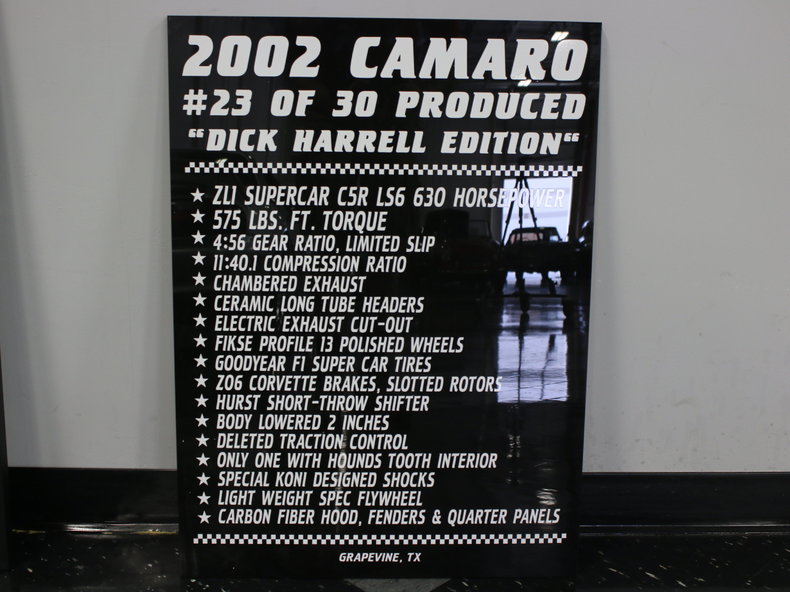 2002 CAMARO
#23 OF 30 PRODUCED
"DICK HARRELL EDITION"
★ ZL1 SUPERCAR C5R LS6 630 HORSEPOWER
★ 575 LBS. FT. TORQUE
★ 4:56 GEAR RATIO, LIMITED SLIP
★ 11:40.1 COMPRESSION RATIO
★ CHAMBERED EXHAUST
★ CERAMIC LONG TUBE HEADERS
★ ELECTRIC EXHAUST CUT-OUT
★ FIKSE PROFILE 13 POLISHED WHEELS
★ GOODYEAR F1 SUPER CAR TIRES
★ Z06 CORVETTE BRAKES, SLOTTED ROTORS
★ HURST SHORT-THROW SHIFTER
★ BODY LOWERED 2 INCHES
★ DELETED TRACTION CONTROL
★ ONLY ONE WITH HOUNDS TOOTH INTERIOR
★ SPECIAL KONI DESIGNED SHOCKS
★ LIGHT WEIGHT SPEC FLYWHEEL
★ CARBON FIBER HOOD, FENDERS & QUARTER PANELS
GRAPEVINE, TX